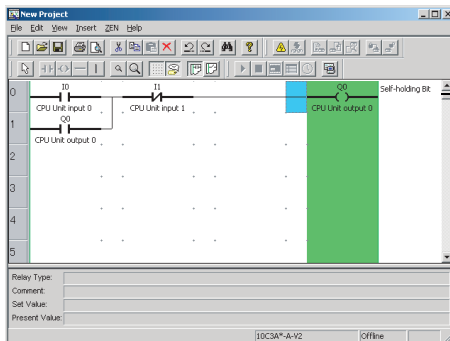 New Project
File Edit View Insert ZEN Help
0
I0
I1
Q0
Self-holding Bit
CPU Unit input 0
CPU Unit input 1
CPU Unit output 0
1
Q0
CPU Unit output 0
2
3
4
5
Relay Type:
Comment:
Set Value:
Present Value:
10C3A*-A-V2
Offline